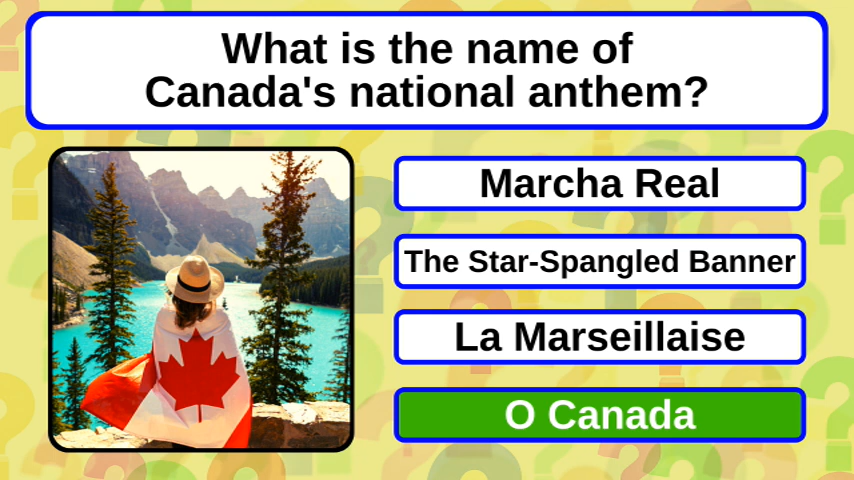 What is the name of
Canada's national anthem?
Marcha Real
The Star-Spangled Banner
La Marseillaise
O Canada